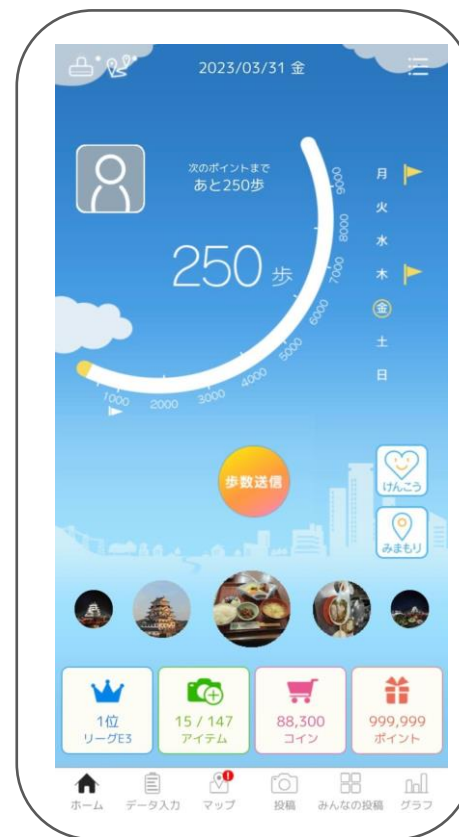 2023/03/31 金
次のポイントまで
あと250歩
250 歩
1000
2000
3000
4000
5000
6000
7000
8000
9000
月
火
水
木
金
土
日
歩数送信
けんこう
みまもり
1位
リーグE3
15 / 147
アイテム
88,300
コイン
999,999
ポイント
ホーム
データ入力
マップ
投稿
みんなの投稿
グラフ